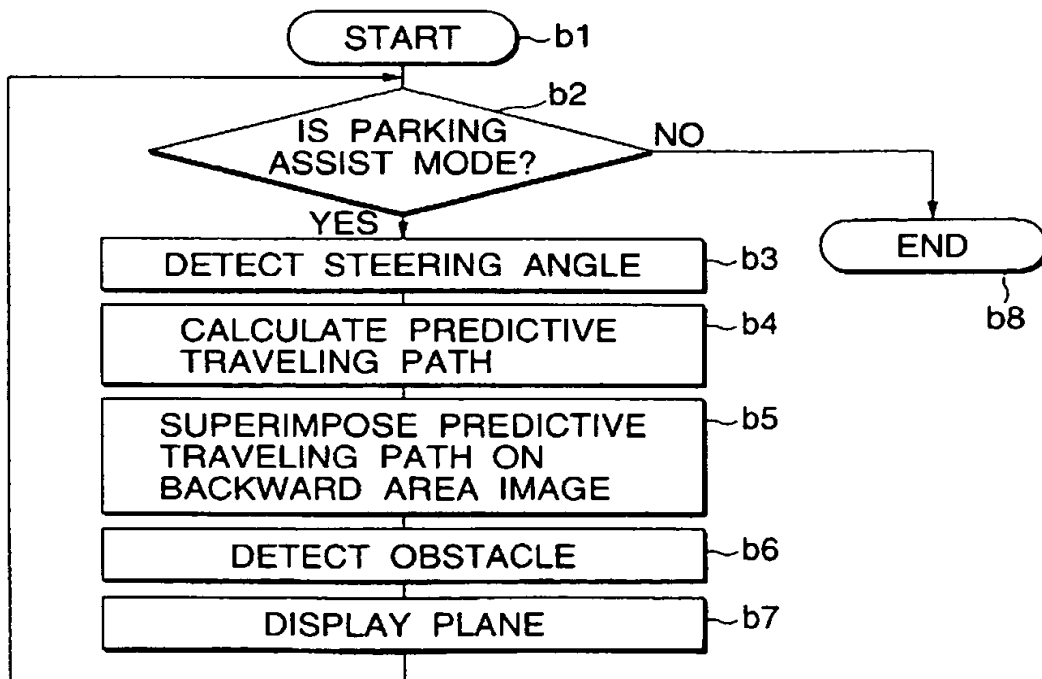 START
b1
b2
IS PARKING
ASSIST MODE?
NO
YES
END
b8
DETECT STEERING ANGLE
b3
CALCULATE PREDICTIVE
TRAVELING PATH
b4
SUPERIMPOSE PREDICTIVE
TRAVELING PATH ON
BACKWARD AREA IMAGE
b5
DETECT OBSTACLE
b6
DISPLAY PLANE
b7